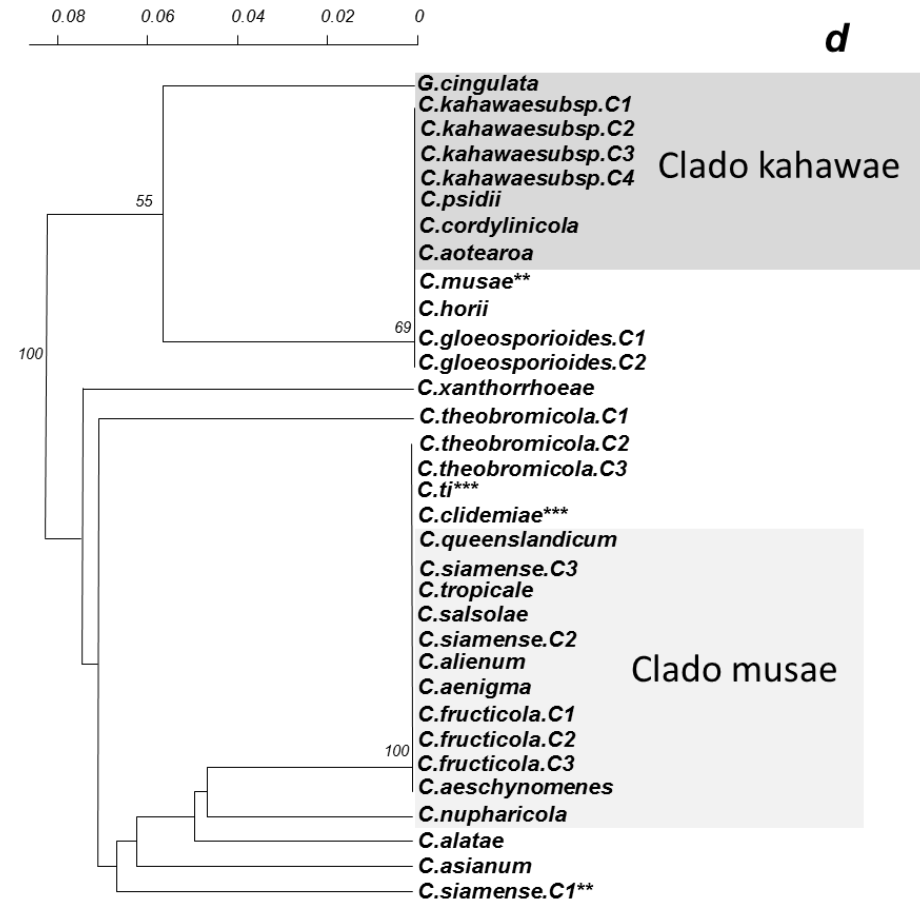 0.08 0.06 0.04 0.02 0
d
G.cingulata
C.kahawaesubsp.C1
C.kahawaesubsp.C2
C.kahawaesubsp.C3
Clado kahawae
C.kahawaesubsp.C4
55
C.psidii
C.cordylinicola
C.aotearoa
C.musae**
C.horii
69
C.gloeosporioides.C1
100
C.gloeosporioides.C2
C.xanthorrhoeae
C.theobromicola.C1
C.theobromicola.C2
C.theobromicola.C3
C.ti***
C.clidemiae***
C.queenslandicum
C.siamense.C3
C.tropicale
C.salsolae
C.siamense.C2
C.alienum
Clado musae
C.aenigma
C.fructicola.C1
C.fructicola.C2
100
C.fructicola.C3
C.aeschynomenes
C.nupharicola
C.alatae
C.asianum
C.siamense.C1**